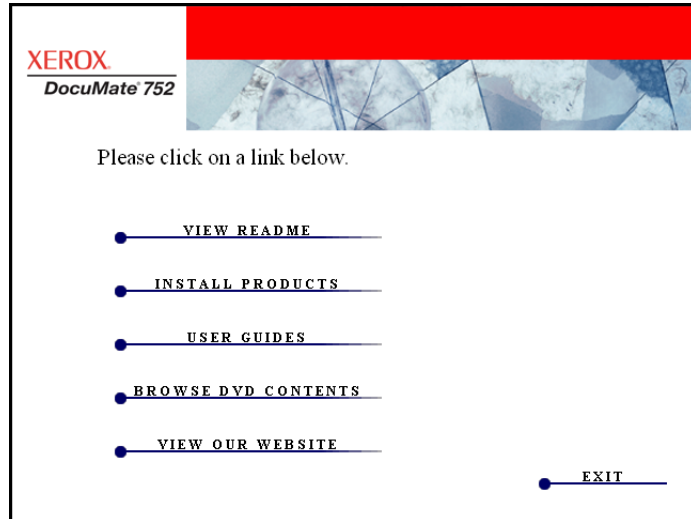 XEROX.
DocuMate® 752
Please click on a link below.
VIEW README
INSTALL PRODUCTS
USER GUIDES
BROWSE DVD CONTENTS
VIEW OUR WEBSITE
EXIT